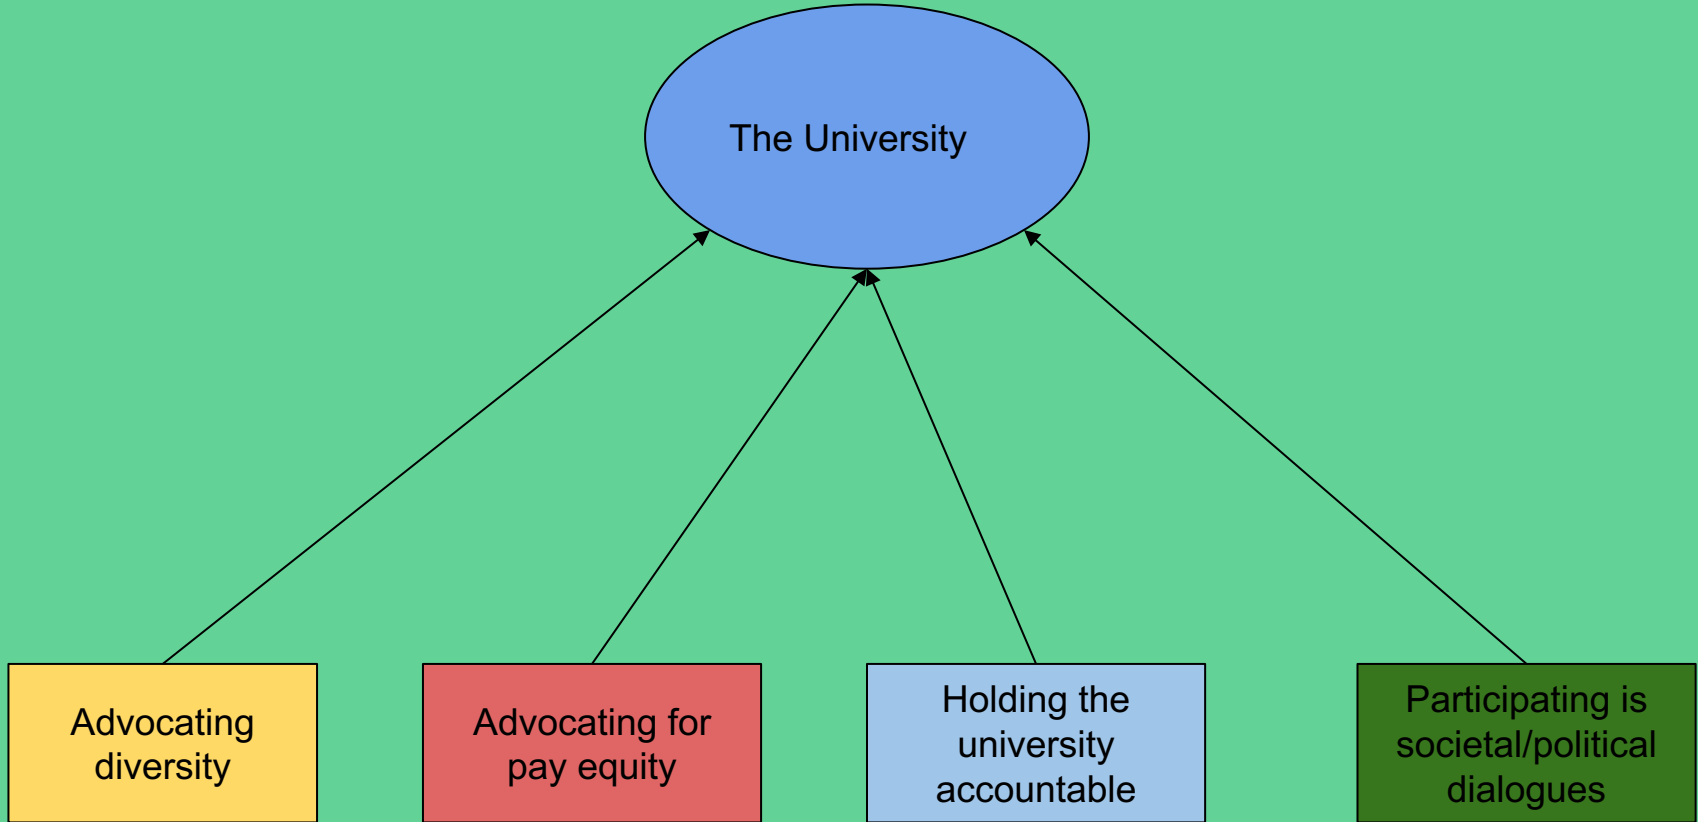 The University
Advocating
diversity
Advocating for
pay equity
Holding the
university
accountable
Participating is
societal/political
dialogues